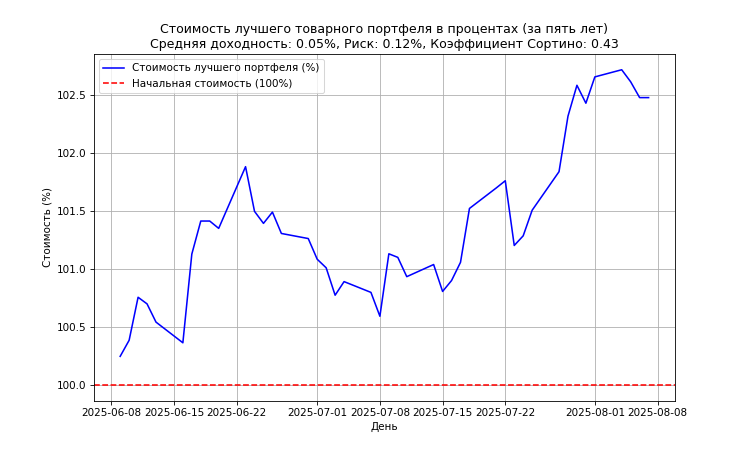 Стоимость лучшего товарного портфеля в процентах (за пять лет)
Средняя доходность: 0.05%, Риск: 0.12%, Коэффициент Сортино: 0.43
Стоимость лучшего портфеля (%)
Начальная стоимость (100%)
Стоимость (%)
102.5
102.0
101.5
101.0
100.5
100.0
2025-06-08 2025-06-15 2025-06-22 2025-07-01 2025-07-08 2025-07-15 2025-07-22 2025-08-01 2025-08-08
День